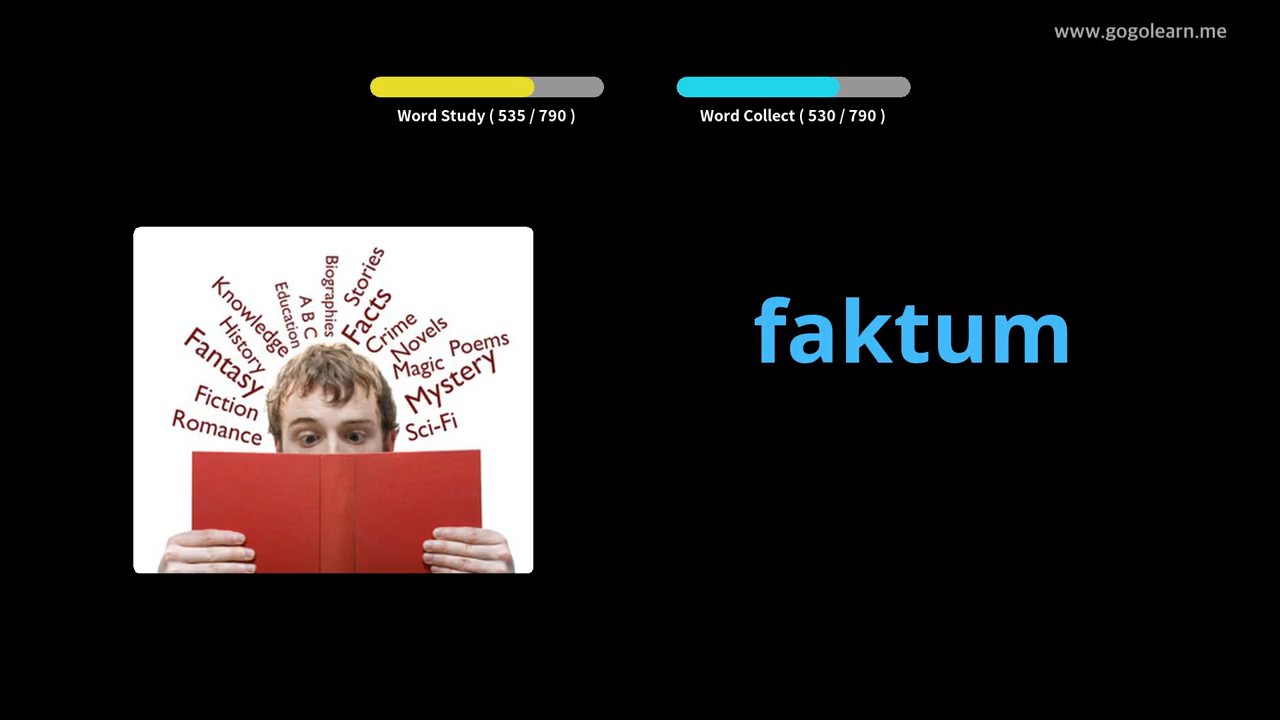 www.gogolearn.me
Word Study ( 535 / 790 )
Word Collect ( 530 / 790 )
faktum
Romance
Fiction
Fantasy
History
Knowledge
Education
A B C
Biographies
Stories
Facts
Crime
Novels
Magic
Poems
Mystery
Sci-Fi